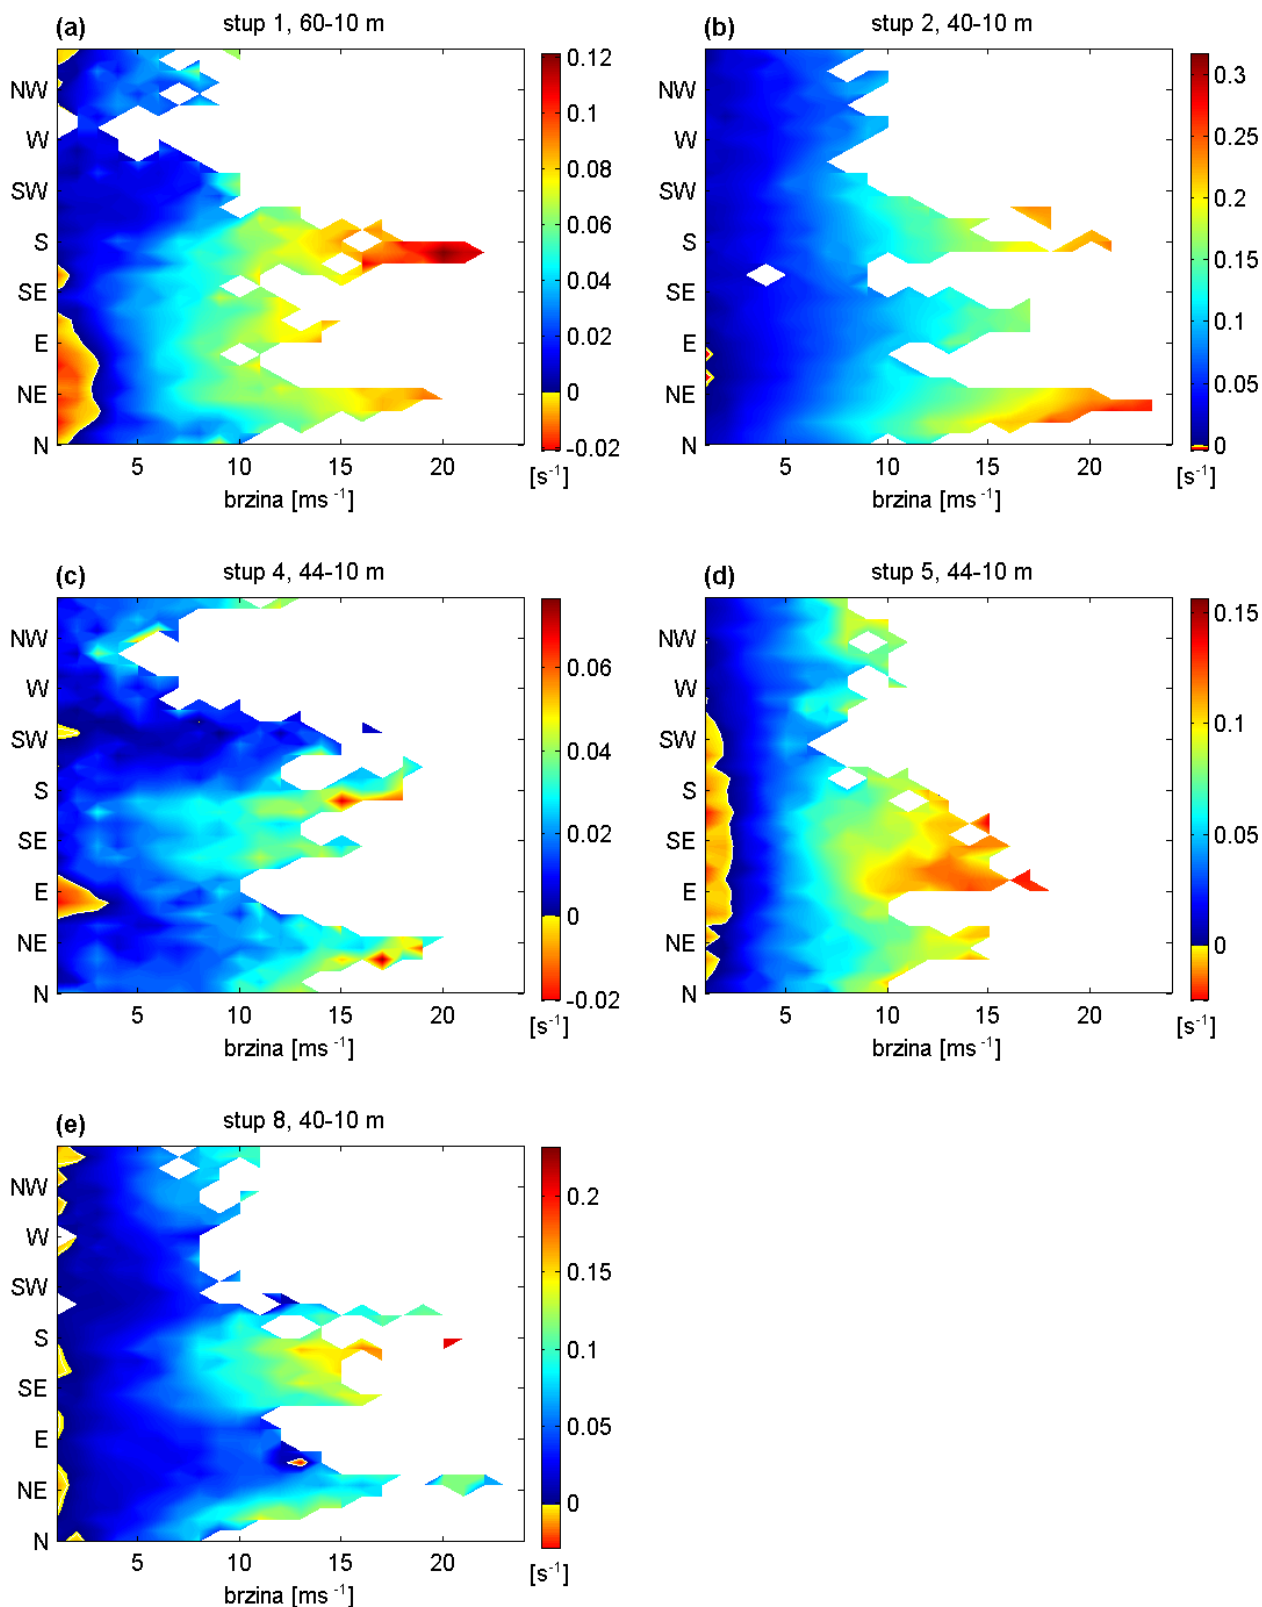 (a) stup 1, 60-10 m
NW
W
SW
S
SE
E
NE
N
5 10 15 20
brzina [ms⁻¹]
0.12
0.1
0.08
0.06
0.04
0.02
0
-0.02
[s⁻¹]
(b) stup 2, 40-10 m
NW
W
SW
S
SE
E
NE
N
5 10 15 20
brzina [ms⁻¹]
0.3
0.25
0.2
0.15
0.1
0.05
0
[s⁻¹]
(c) stup 4, 44-10 m
NW
W
SW
S
SE
E
NE
N
5 10 15 20
brzina [ms⁻¹]
0.06
0.04
0.02
0
-0.02
[s⁻¹]
(d) stup 5, 44-10 m
NW
W
SW
S
SE
E
NE
N
5 10 15 20
brzina [ms⁻¹]
0.15
0.1
0.05
0
[s⁻¹]
(e) stup 8, 40-10 m
NW
W
SW
S
SE
E
NE
N
5 10 15 20
brzina [ms⁻¹]
0.2
0.15
0.1
0.05
0
[s⁻¹]